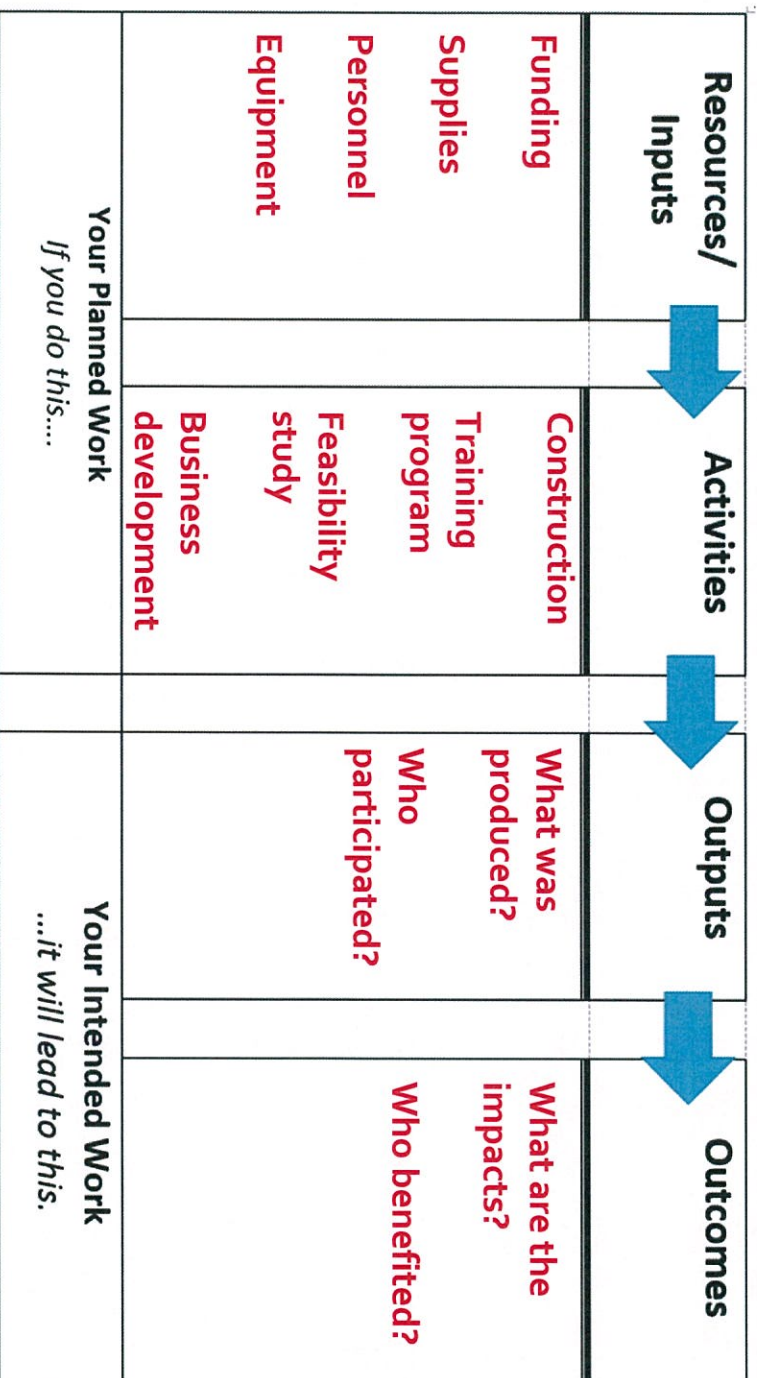 Resources/
Inputs
Activities
Outputs
Outcomes
Funding
Supplies
Personnel
Equipment
Construction
Training
program
Feasibility
study
Business
development
What was
produced?
Who
participated?
What are the
impacts?
Who benefited?
Your Planned Work
If you do this....
Your Intended Work
...it will lead to this.